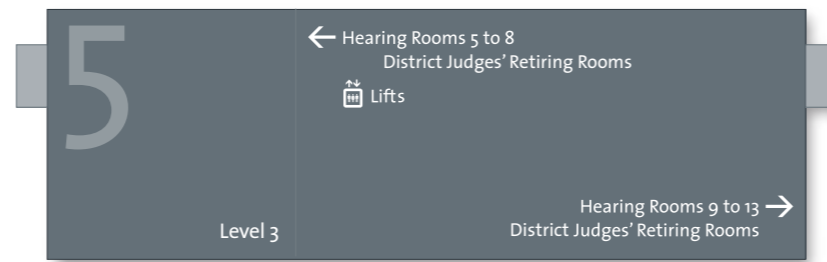 5
Level 3
Hearing Rooms 5 to 8
District Judges’ Retiring Rooms
Lifts
Hearing Rooms 9 to 13
District Judges’ Retiring Rooms